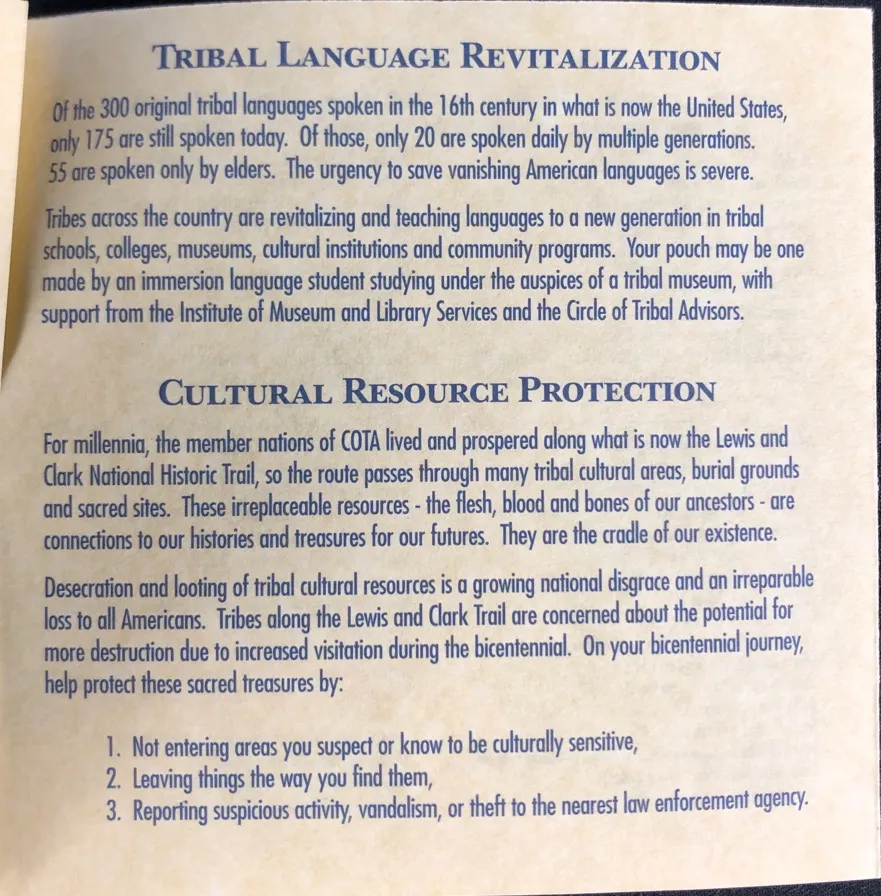 TRIBAL LANGUAGE REVITALIZATION
Of the 300 original tribal languages spoken in the 16th century in what is now the United States,
only 175 are still spoken today. Of those, only 20 are spoken daily by multiple generations.
55 are spoken only by elders. The urgency to save vanishing American languages is severe.
Tribes across the country are revitalizing and teaching languages to a new generation in tribal
schools, colleges, museums, cultural institutions and community programs. Your pouch may be one
made by an immersion language student studying under the auspices of a tribal museum, with
support from the Institute of Museum and Library Services and the Circle of Tribal Advisors.
CULTURAL RESOURCE PROTECTION
For millennia, the member nations of COTA lived and prospered along what is now the Lewis and
Clark National Historic Trail, so the route passes through many tribal cultural areas, burial grounds
and sacred sites. These irreplaceable resources - the flesh, blood and bones of our ancestors - are
connections to our histories and treasures for our futures. They are the cradle of our existence.
Desecration and looting of tribal cultural resources is a growing national disgrace and an irreparable
loss to all Americans. Tribes along the Lewis and Clark Trail are concerned about the potential for
more destruction due to increased visitation during the bicentennial. On your bicentennial journey,
help protect these sacred treasures by:
1. Not entering areas you suspect or know to be culturally sensitive,
2. Leaving things the way you find them,
3. Reporting suspicious activity, vandalism, or theft to the nearest law enforcement agency.